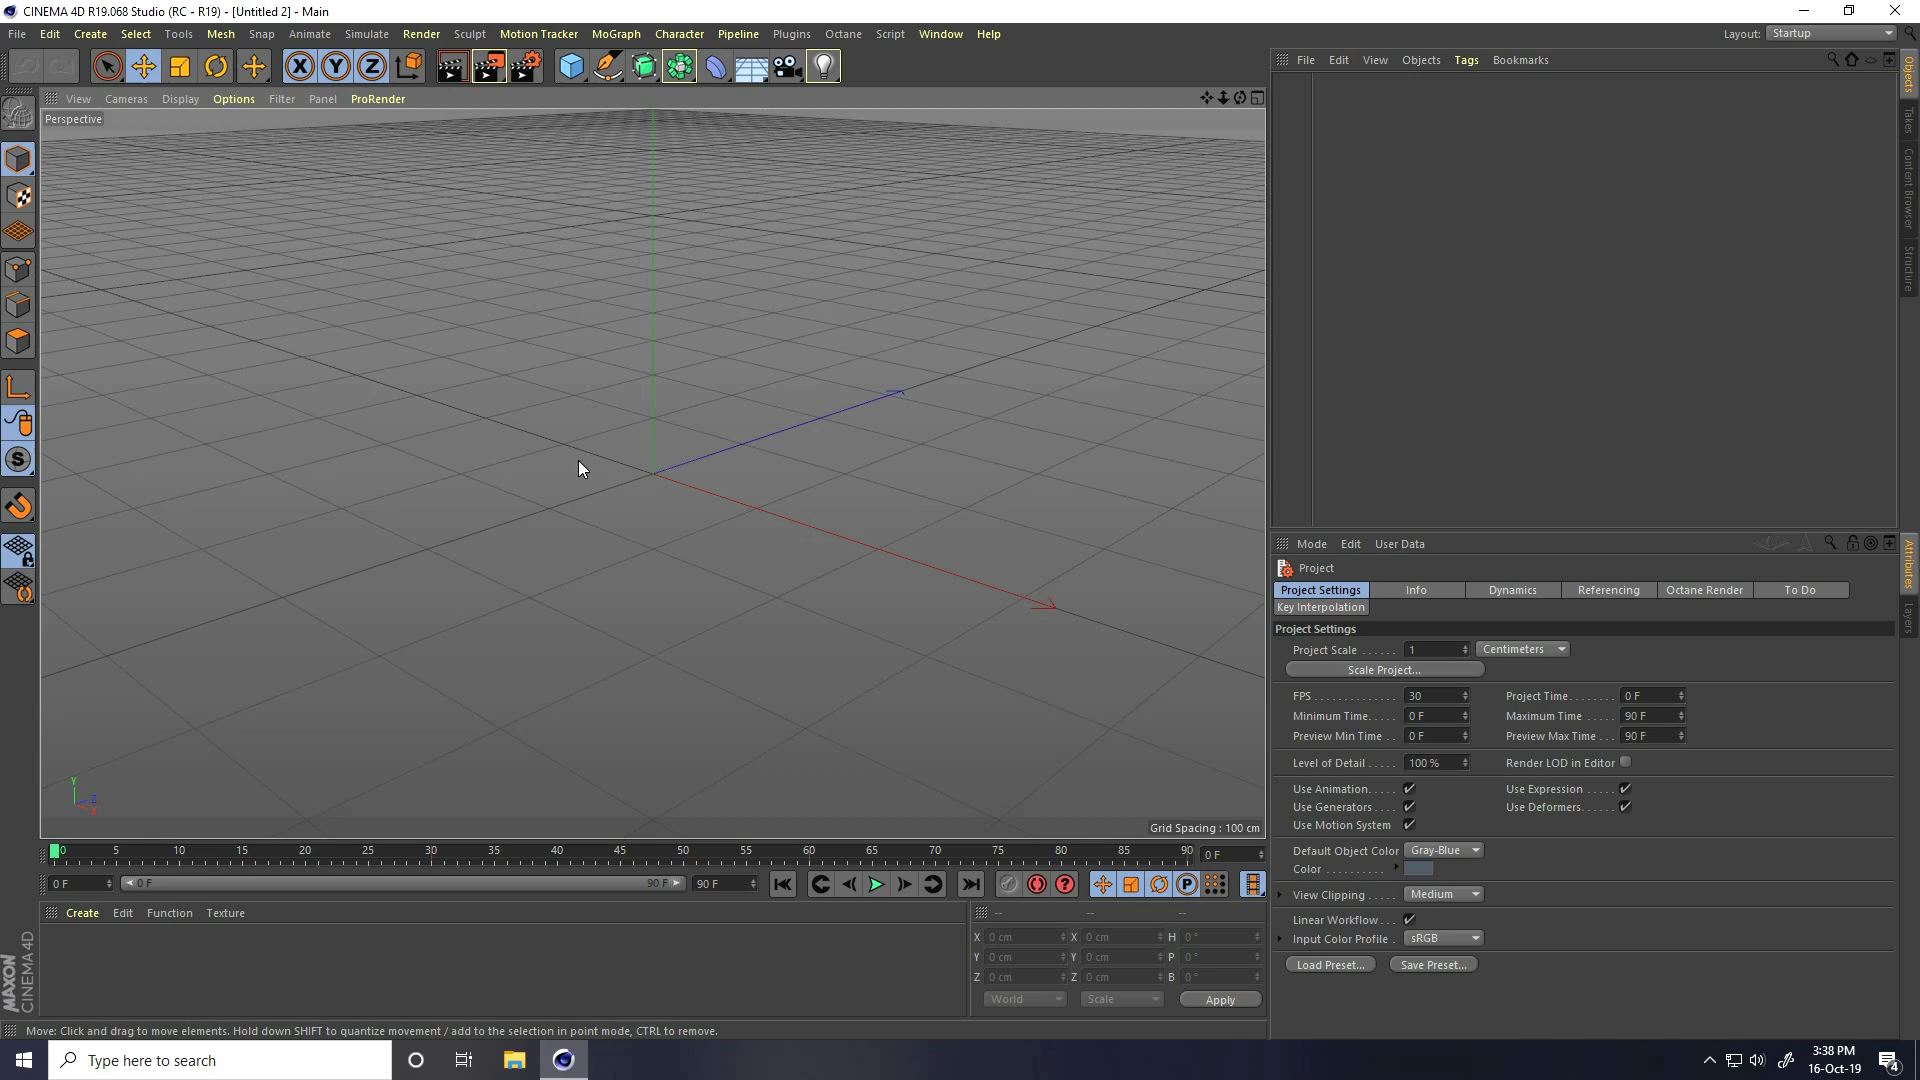 CINEMA 4D R19.068 Studio (RC - R19) - [Untitled 2] - Main
File Edit Create Select Tools Mesh Snap Animate Simulate Render Sculpt Motion Tracker MoGraph Character Pipeline Plugins Octane Script Window Help
Layout: Startup
X Y Z
File Edit View Objects Tags Bookmarks
View Cameras Display Options Filter Panel ProRender
Perspective
Objects
Takes
Content Browser
Structure
S
Y
Z
X
Grid Spacing : 100 cm
Mode Edit User Data
Attributes
Layers
Project
Project Settings Info Dynamics Referencing Octane Render To Do
Key Interpolation
Project Settings
Project Scale ...... 1 Centimeters
Scale Project...
FPS .............. 30 Project Time........ 0 F
Minimum Time..... 0 F Maximum Time ..... 90 F
Preview Min Time .. 0 F Preview Max Time ... 90 F
Level of Detail ..... 100 % Render LOD in Editor
Use Animation..... Use Expression .....
Use Generators .... Use Deformers......
Use Motion System
Default Object Color Gray-Blue
Color ..........
View Clipping ..... Medium
Linear Workflow ...
Input Color Profile . sRGB
Load Preset... Save Preset...
0 5 10 15 20 25 30 35 40 45 50 55 60 65 70 75 80 85 90 0 F
0 F 0 F 90 F 90 F ? P
Create Edit Function Texture
-- -- --
X 0 cm X 0 cm H 0 °
Y 0 cm Y 0 cm P 0 °
Z 0 cm Z 0 cm B 0 °
World Scale Apply
MAXON
CINEMA 4D
Move: Click and drag to move elements. Hold down SHIFT to quantize movement / add to the selection in point mode, CTRL to remove.
Type here to search
3:38 PM
16-Oct-19
4